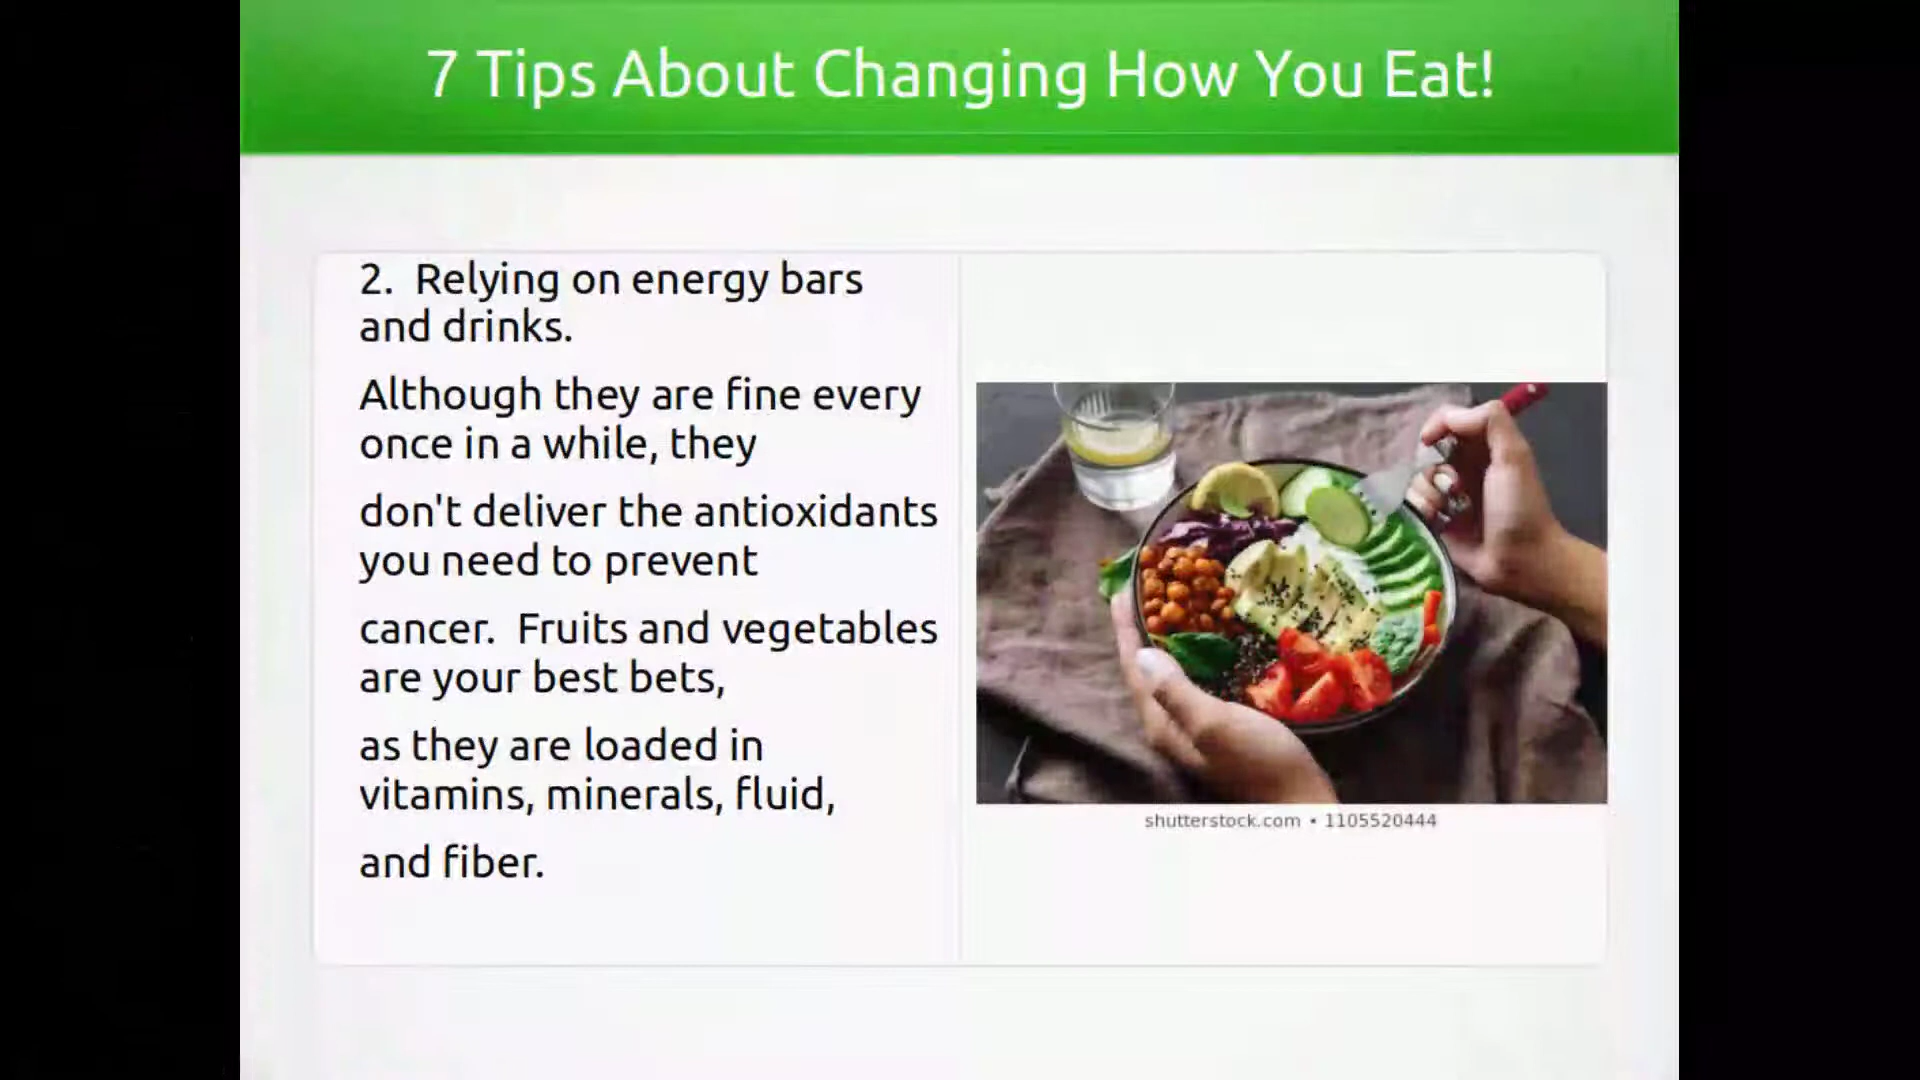 7 Tips About Changing How You Eat!
2.  Relying on energy bars
and drinks.
Although they are fine every
once in a while, they
don't deliver the antioxidants
you need to prevent
cancer.  Fruits and vegetables
are your best bets,
as they are loaded in
vitamins, minerals, fluid,
and fiber.
shutterstock.com • 1105520444